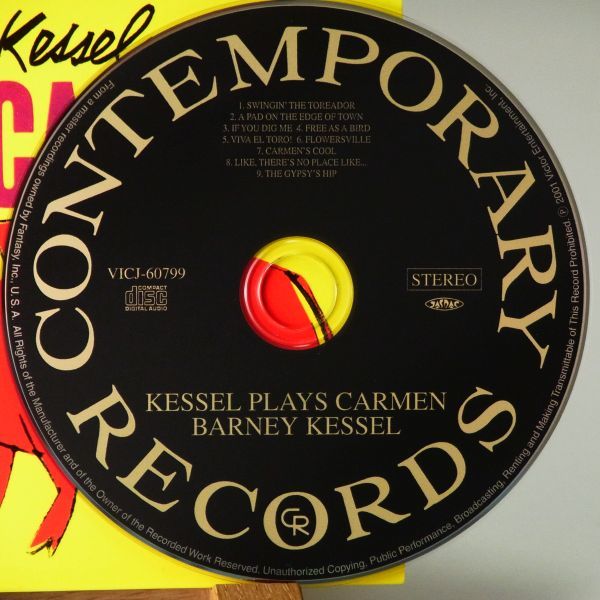 Kessel
CA
CONTEMPORARY
1. SWINGIN' THE TOREADOR
2. A PAD ON THE EDGE OF TOWN
3. IF YOU DIG ME 4. FREE AS A BIRD
5. VIVA EL TORO! 6. FLOWERSVILLE
7. CARMEN'S COOL
8. LIKE, THERE'S NO PLACE LIKE...
9. THE GYPSY'S HIP
VICJ-60799
COMPACT
disc
DIGITAL AUDIO
STEREO
JASRAC
KESSEL PLAYS CARMEN
BARNEY KESSEL
RECORDS
CR
From a master recordings owned by Fantasy, Inc., U.S.A. All Rights of the Manufacturer and of the Owner of the Recorded Work Reserved. Unauthorized Copying, Public Performance, Broadcasting, Renting and Making Transmittable of This Record Prohibited. ℗ 2001 Victor Entertainment, Inc.